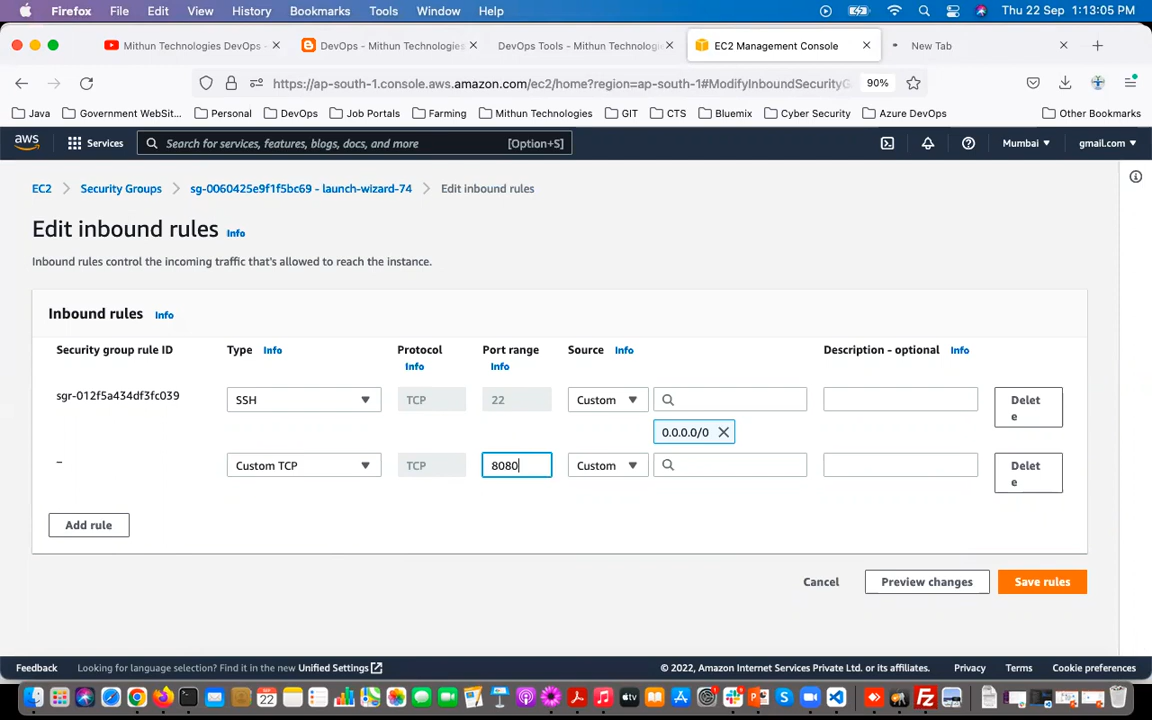 Firefox File Edit View History Bookmarks Tools Window Help Thu 22 Sep 1:13:05 PM
Mithun Technologies DevOps - × DevOps - Mithun Technologies × DevOps Tools - Mithun Technologie × EC2 Management Console × New Tab × +
https://ap-south-1.console.aws.amazon.com/ec2/home?region=ap-south-1#ModifyInboundSecurityG 90%
Java Government WebSit... Personal DevOps Job Portals Farming Mithun Technologies GIT CTS Bluemix Cyber Security Azure DevOps Other Bookmarks
aws Services Search for services, features, blogs, docs, and more [Option+S] Mumbai gmail.com
EC2 Security Groups sg-0060425e9f1f5bc69 - launch-wizard-74 Edit inbound rules
Edit inbound rules Info
Inbound rules control the incoming traffic that's allowed to reach the instance.
Inbound rules Info
Security group rule ID Type Info Protocol Info Port range Info Source Info Description - optional Info
sgr-012f5a434df3fc039 SSH TCP 22 Custom Delet e
0.0.0.0/0
– Custom TCP TCP 8080 Custom Delet e
Add rule
Cancel Preview changes Save rules
Feedback Looking for language selection? Find it in the new Unified Settings © 2022, Amazon Internet Services Private Ltd. or its affiliates. Privacy Terms Cookie preferences